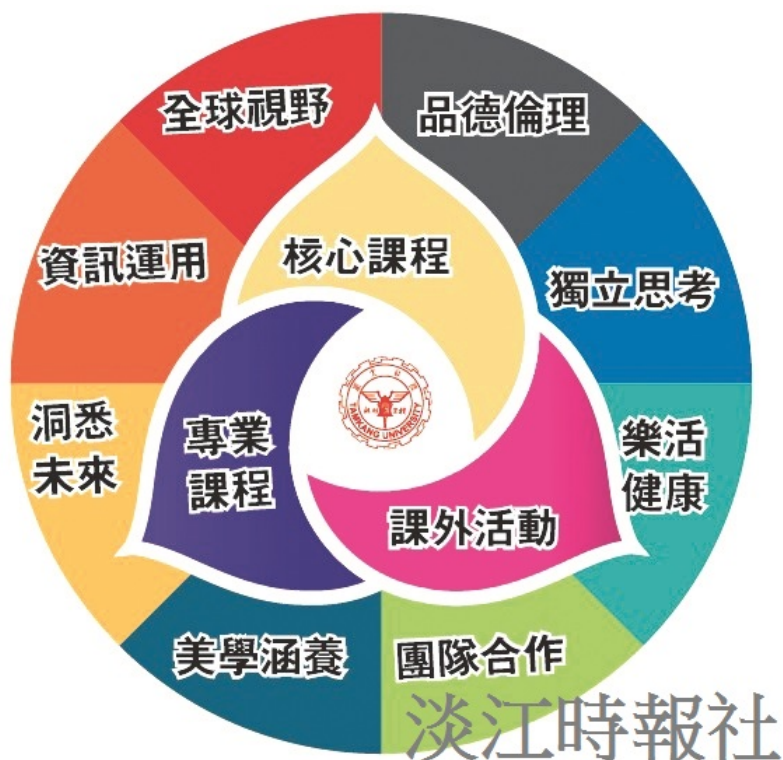 全球視野
品德倫理
資訊運用
核心課程
獨立思考
洞悉
未來
專業
課程
TAMKANG UNIVERSITY
樂活
健康
課外活動
美學涵養
團隊合作
淡江時報社